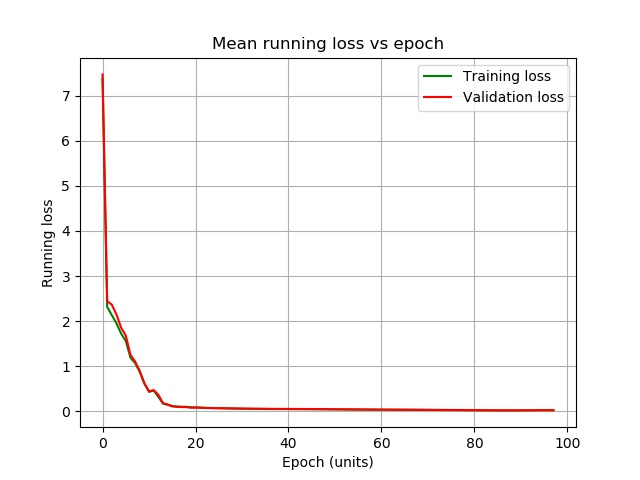 Mean running loss vs epoch
Training loss
Validation loss
7
6
5
4
3
2
1
0
Running loss
0 20 40 60 80 100
Epoch (units)